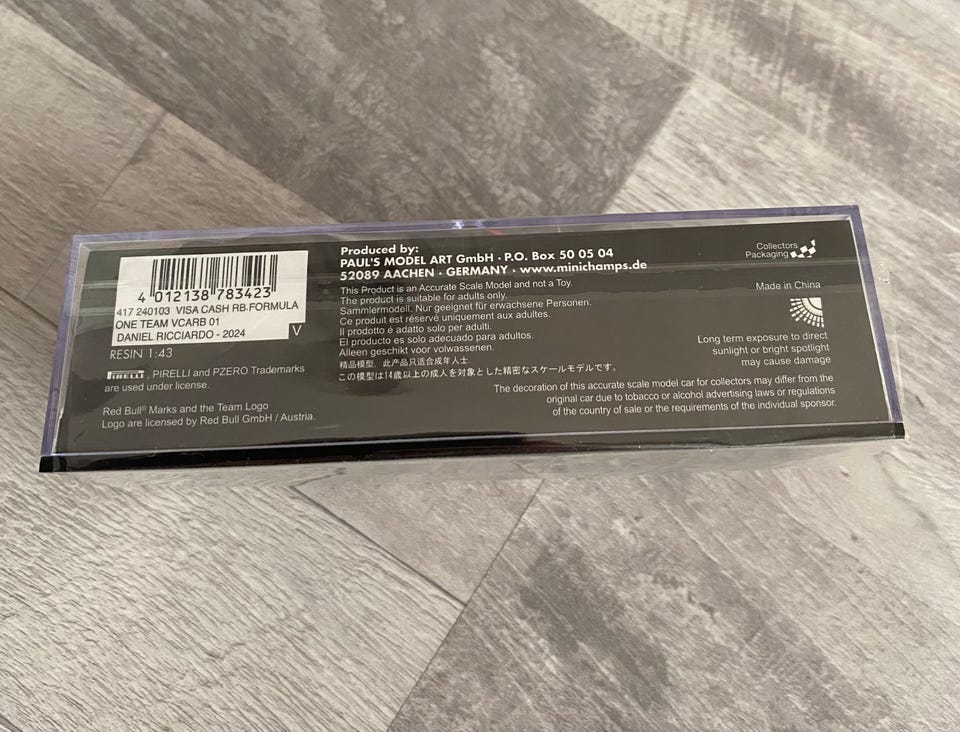 4 012138 783423
417 240103 VISA CASH RB FORMULA
ONE TEAM VCARB 01
DANIEL RICCIARDO - 2024
V
RESIN 1:43
PIRELLI, PIRELLI and PZERO Trademarks
are used under license.
Red Bull® Marks and the Team Logo
Logo are licensed by Red Bull GmbH / Austria.
Produced by:
PAUL'S MODEL ART GmbH · P.O. Box 50 05 04
52089 AACHEN · GERMANY · www.minichamps.de
This Product is an Accurate Scale Model and not a Toy.
The product is suitable for adults only.
Sammlermodell. Nur geeignet für erwachsene Personen.
Ce produit est réservé uniquement aux adultes.
Il prodotto é adatto solo per adulti.
El producto es solo adecuado para adultos.
Alleen geschikt voor volwassenen.
精品模型，此产品只适合成年人士.
この模型は14歳以上の成人を対象とした精密なスケールモデルです。
Collectors
Packaging
Made in China
Long term exposure to direct
sunlight or bright spotlight
may cause damage
The decoration of this accurate scale model car for collectors may differ from the
original car due to tobacco or alcohol advertising laws or regulations
of the country of sale or the requirements of the individual sponsor.